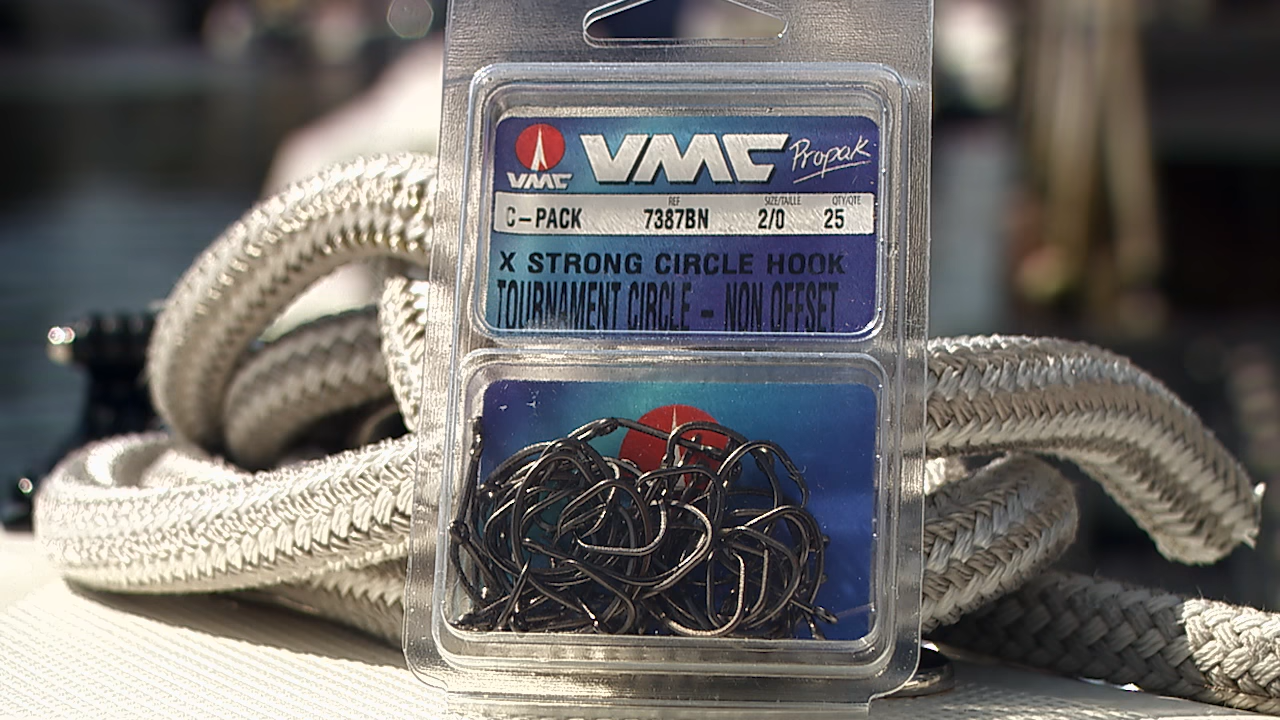 VMC
VMC Propak
REF SIZE/TAILLE QTY/QTE
C-PACK 7387BN 2/0 25
X STRONG CIRCLE HOOK
TOURNAMENT CIRCLE - NON OFFSET